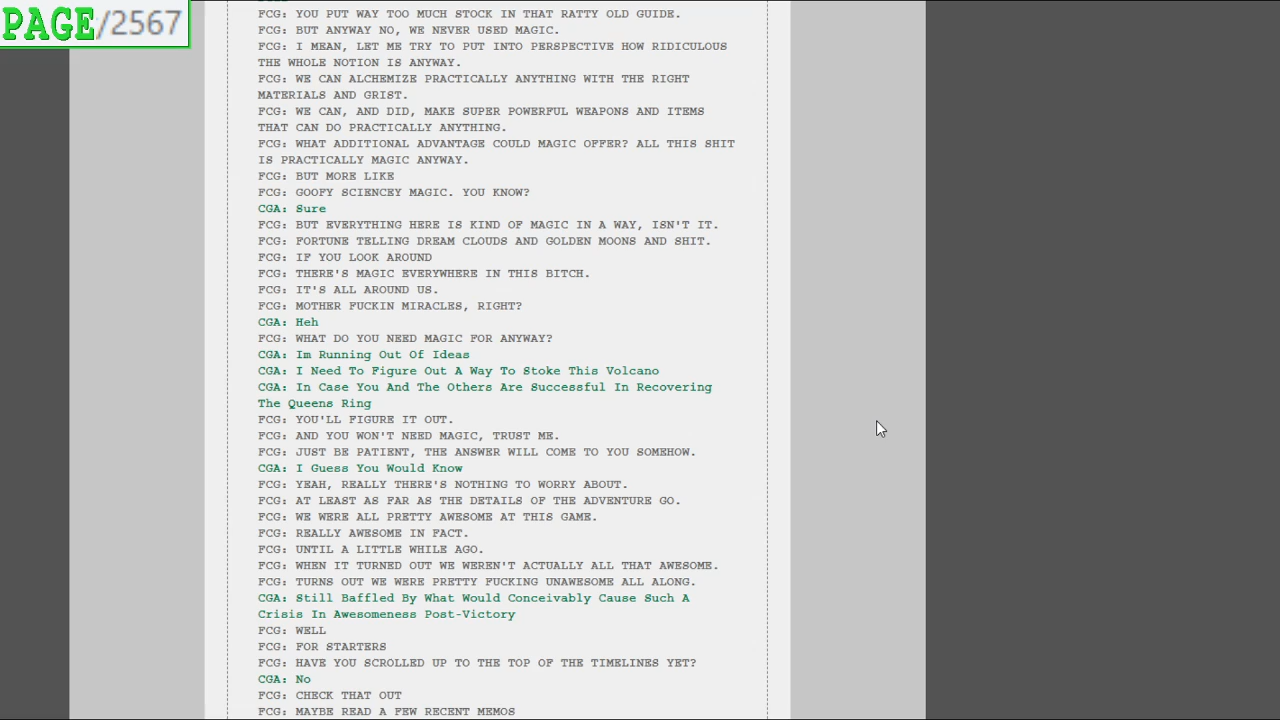 PAGE/2567
FCG: YOU PUT WAY TOO MUCH STOCK IN THAT RATTY OLD GUIDE.
FCG: BUT ANYWAY NO, WE NEVER USED MAGIC.
FCG: I MEAN, LET ME TRY TO PUT INTO PERSPECTIVE HOW RIDICULOUS
THE WHOLE NOTION IS ANYWAY.
FCG: WE CAN ALCHEMIZE PRACTICALLY ANYTHING WITH THE RIGHT
MATERIALS AND GRIST.
FCG: WE CAN, AND DID, MAKE SUPER POWERFUL WEAPONS AND ITEMS
THAT CAN DO PRACTICALLY ANYTHING.
FCG: WHAT ADDITIONAL ADVANTAGE COULD MAGIC OFFER? ALL THIS SHIT
IS PRACTICALLY MAGIC ANYWAY.
FCG: BUT MORE LIKE
FCG: GOOFY SCIENCEY MAGIC. YOU KNOW?
CGA: Sure
FCG: BUT EVERYTHING HERE IS KIND OF MAGIC IN A WAY, ISN'T IT.
FCG: FORTUNE TELLING DREAM CLOUDS AND GOLDEN MOONS AND SHIT.
FCG: IF YOU LOOK AROUND
FCG: THERE'S MAGIC EVERYWHERE IN THIS BITCH.
FCG: IT'S ALL AROUND US.
FCG: MOTHER FUCKIN MIRACLES, RIGHT?
CGA: Heh
FCG: WHAT DO YOU NEED MAGIC FOR ANYWAY?
CGA: Im Running Out Of Ideas
CGA: I Need To Figure Out A Way To Stoke This Volcano
CGA: In Case You And The Others Are Successful In Recovering
The Queens Ring
FCG: YOU'LL FIGURE IT OUT.
FCG: AND YOU WON'T NEED MAGIC, TRUST ME.
FCG: JUST BE PATIENT, THE ANSWER WILL COME TO YOU SOMEHOW.
CGA: I Guess You Would Know
FCG: YEAH, REALLY THERE'S NOTHING TO WORRY ABOUT.
FCG: AT LEAST AS FAR AS THE DETAILS OF THE ADVENTURE GO.
FCG: WE WERE ALL PRETTY AWESOME AT THIS GAME.
FCG: REALLY AWESOME IN FACT.
FCG: UNTIL A LITTLE WHILE AGO.
FCG: WHEN IT TURNED OUT WE WEREN'T ACTUALLY ALL THAT AWESOME.
FCG: TURNS OUT WE WERE PRETTY FUCKING UNAWESOME ALL ALONG.
CGA: Still Baffled By What Would Conceivably Cause Such A
Crisis In Awesomeness Post-Victory
FCG: WELL
FCG: FOR STARTERS
FCG: HAVE YOU SCROLLED UP TO THE TOP OF THE TIMELINES YET?
CGA: No
FCG: CHECK THAT OUT
FCG: MAYBE READ A FEW RECENT MEMOS